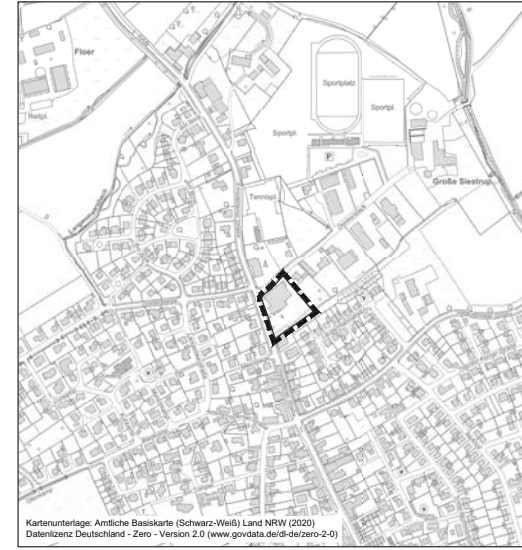 Floer
Reitpl.
Sportplatz
Sportpl.
Sportpl.
P
Große Siestrup
Tennispl.
Kartenunterlage: Amtliche Basiskarte (Schwarz-Weiß) Land NRW (2020)
Datenlizenz Deutschland - Zero - Version 2.0 (www.govdata.de/dl-de/zero-2-0)